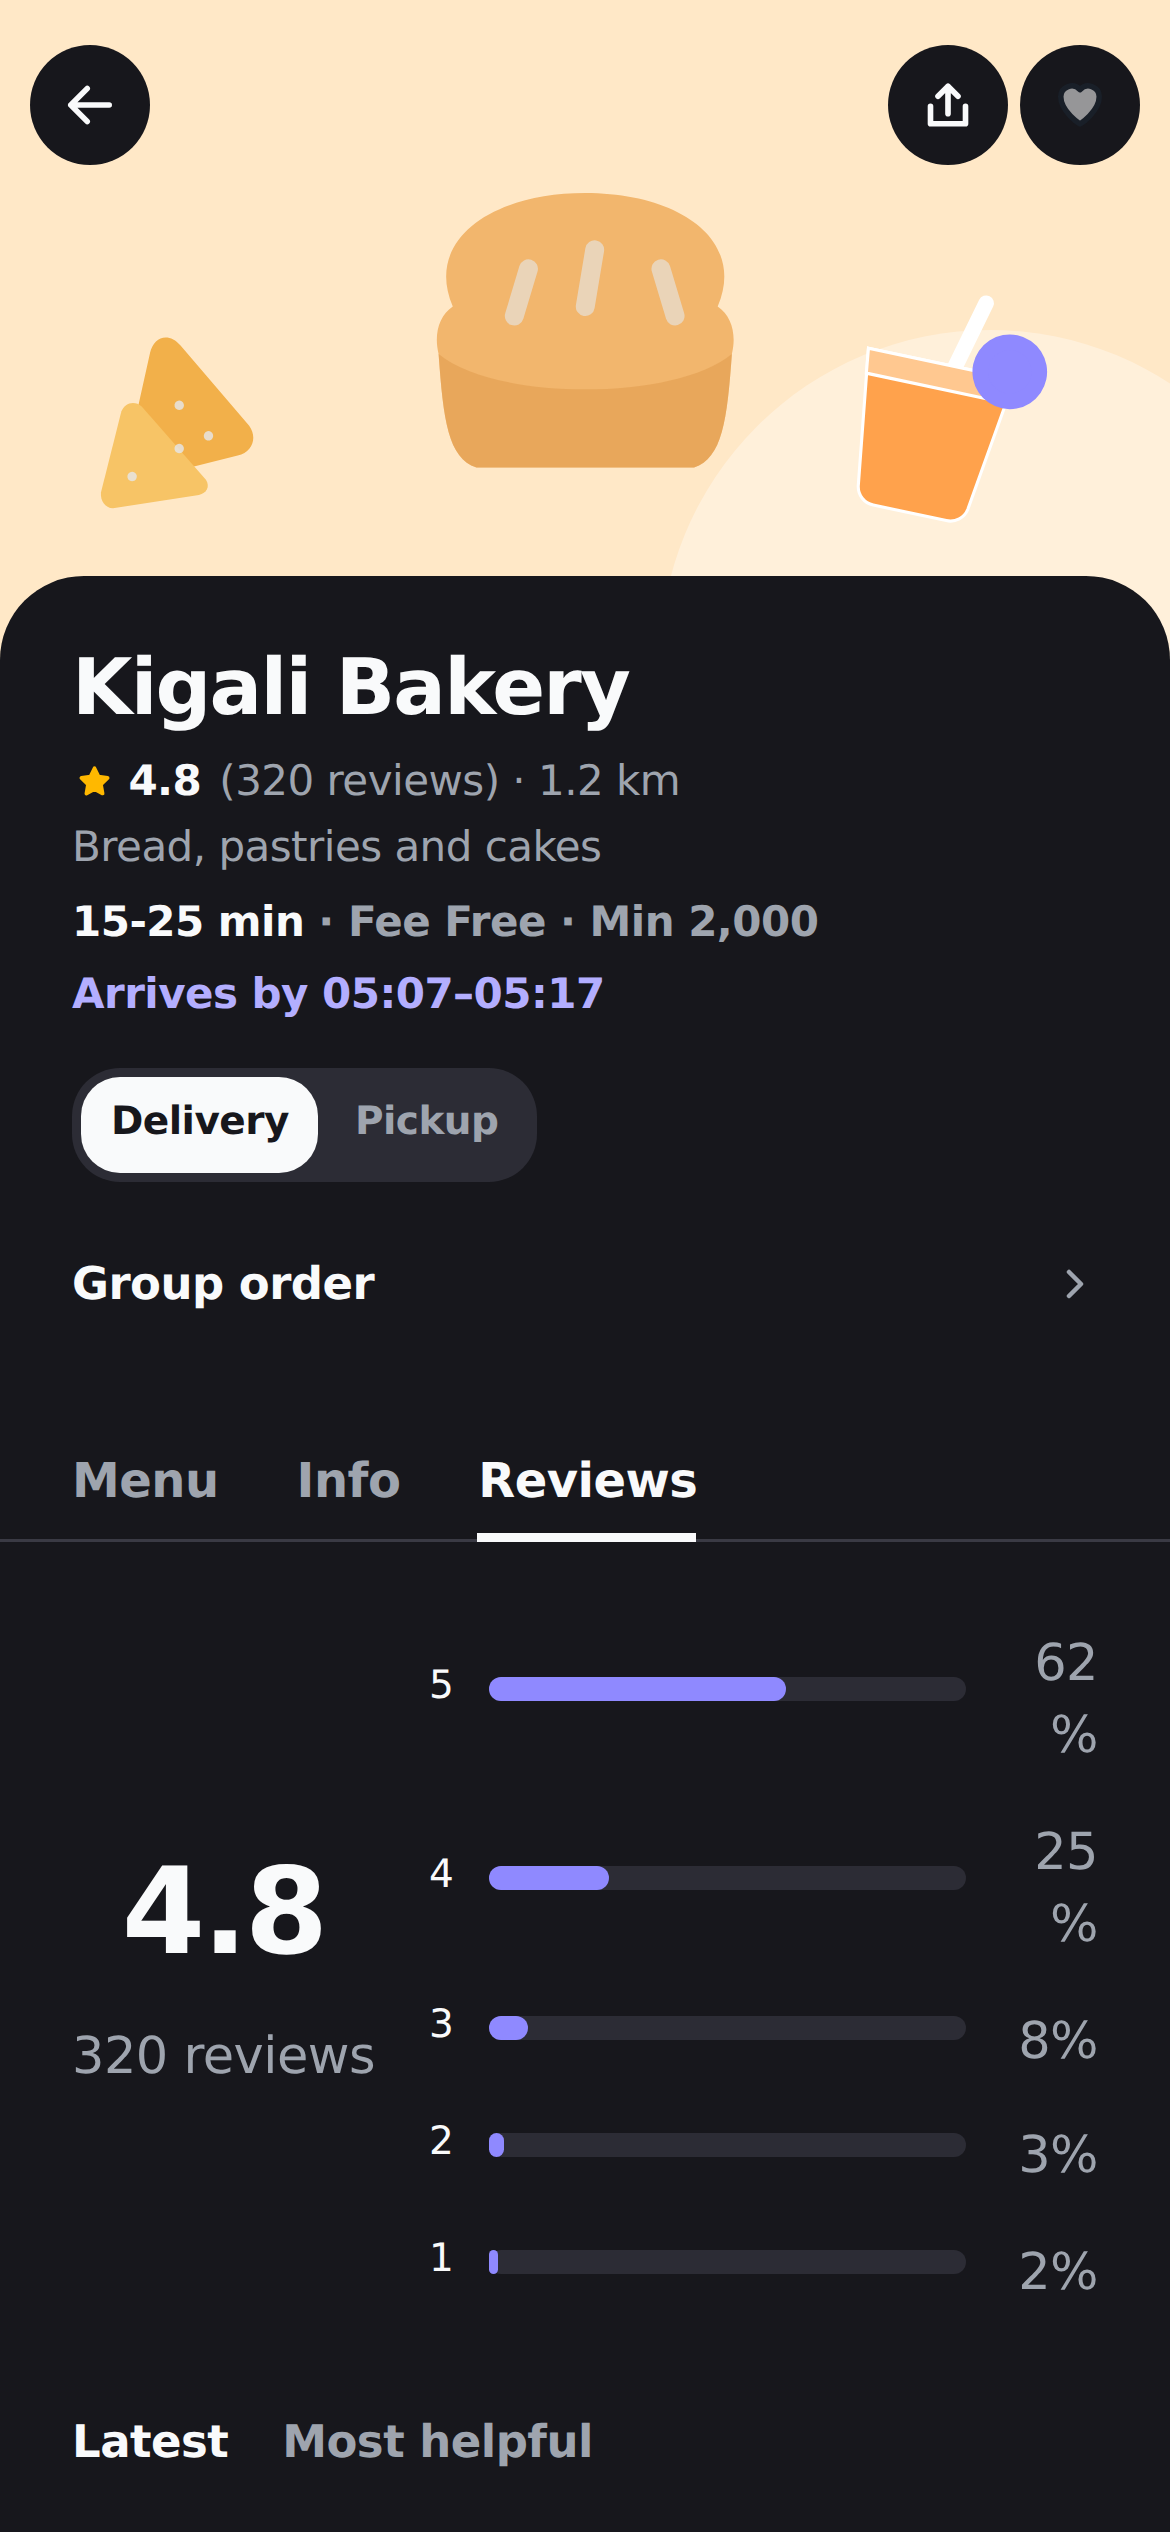 Kigali Bakery
4.8 (320 reviews) · 1.2 km
Bread, pastries and cakes
15-25 min · Fee Free · Min 2,000
Arrives by 05:07–05:17
Delivery Pickup
Group order
Menu Info Reviews
4.8
320 reviews
5 62
%
4 25
%
3 8%
2 3%
1 2%
Latest Most helpful